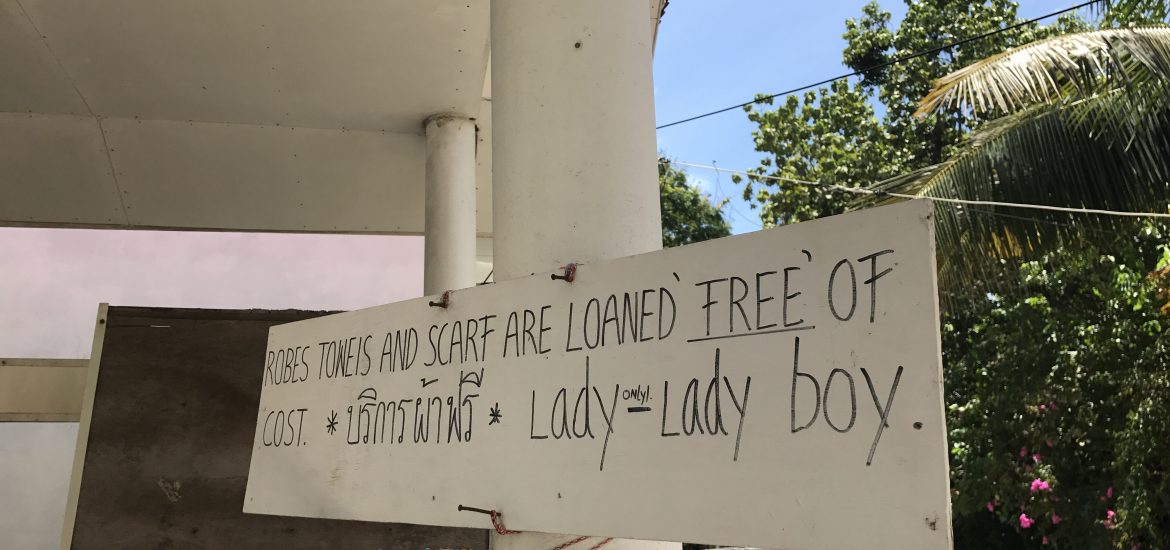 ROBES TOWElS AND SCARF ARE LOANED 'FREE' OF
COST. * บริการผ้าฟรี * Lady ONLY!. - Lady boy.